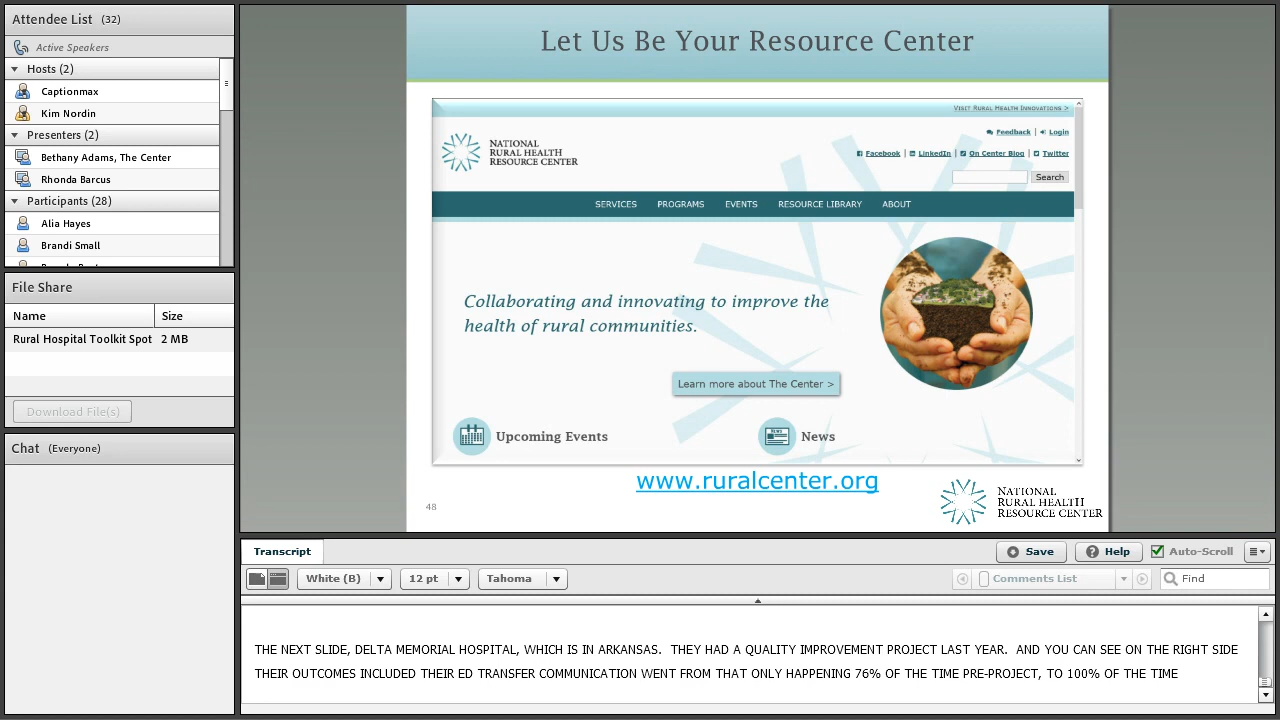 Attendee List (32)
Active Speakers
Hosts (2)
Captionmax
Kim Nordin
Presenters (2)
Bethany Adams, The Center
Rhonda Barcus
Participants (28)
Alia Hayes
Brandi Small
File Share
Name Size
Rural Hospital Toolkit Spot 2 MB
Download File(s)
Chat (Everyone)
Let Us Be Your Resource Center
VISIT RURAL HEALTH INNOVATIONS >
Feedback | Login
NATIONAL
RURAL HEALTH
RESOURCE CENTER
Facebook | LinkedIn | On Center Blog | Twitter
Search
SERVICES PROGRAMS EVENTS RESOURCE LIBRARY ABOUT
Collaborating and innovating to improve the
health of rural communities.
Learn more about The Center >
Upcoming Events NEWS News
www.ruralcenter.org
48
NATIONAL
RURAL HEALTH
RESOURCE CENTER
Transcript Save Help Auto-Scroll
White (B) 12 pt Tahoma Comments List Find
THE NEXT SLIDE, DELTA MEMORIAL HOSPITAL, WHICH IS IN ARKANSAS. THEY HAD A QUALITY IMPROVEMENT PROJECT LAST YEAR. AND YOU CAN SEE ON THE RIGHT SIDE
THEIR OUTCOMES INCLUDED THEIR ED TRANSFER COMMUNICATION WENT FROM THAT ONLY HAPPENING 76% OF THE TIME PRE-PROJECT, TO 100% OF THE TIME